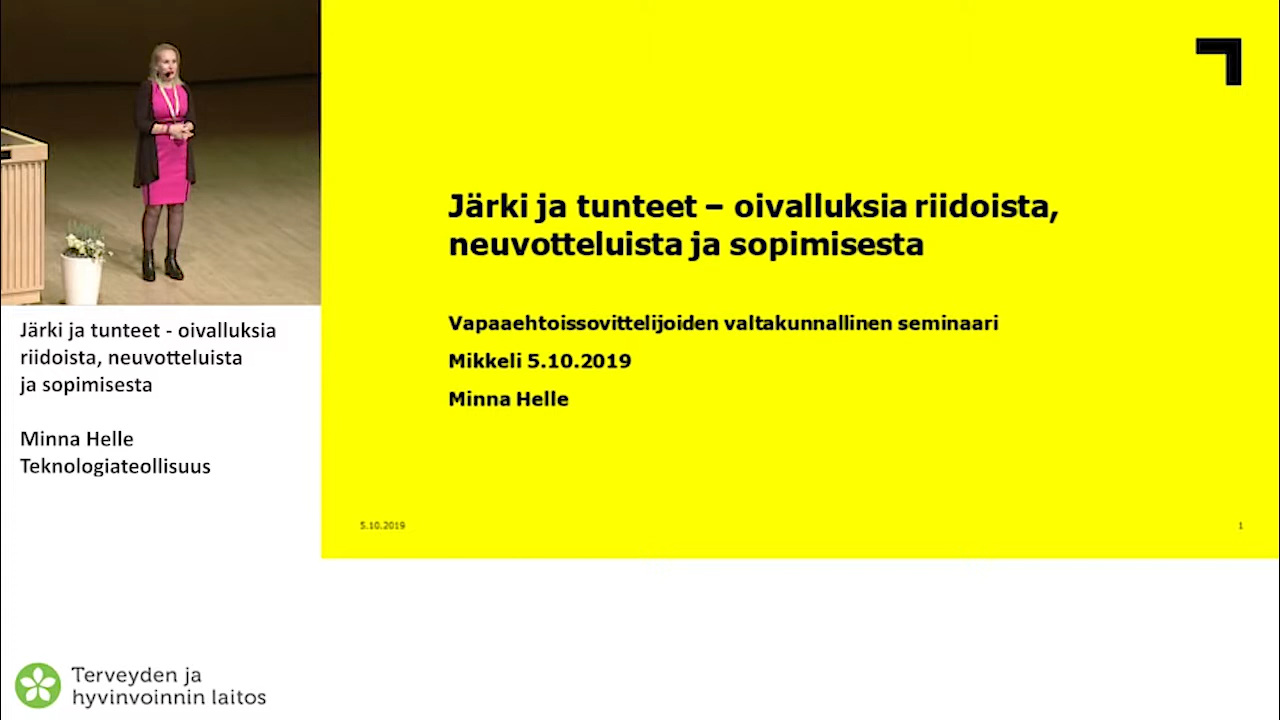 Järki ja tunteet – oivalluksia riidoista,
neuvotteluista ja sopimisesta
Vapaaehtoissovittelijoiden valtakunnallinen seminaari
Mikkeli 5.10.2019
Minna Helle
5.10.2019
1
Järki ja tunteet - oivalluksia
riidoista, neuvotteluista
ja sopimisesta
Minna Helle
Teknologiateollisuus
Terveyden ja
hyvinvoinnin laitos